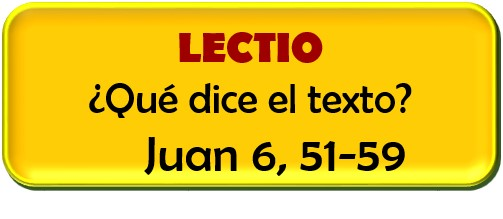 LECTIO
¿Qué dice el texto?
Juan 6, 51-59